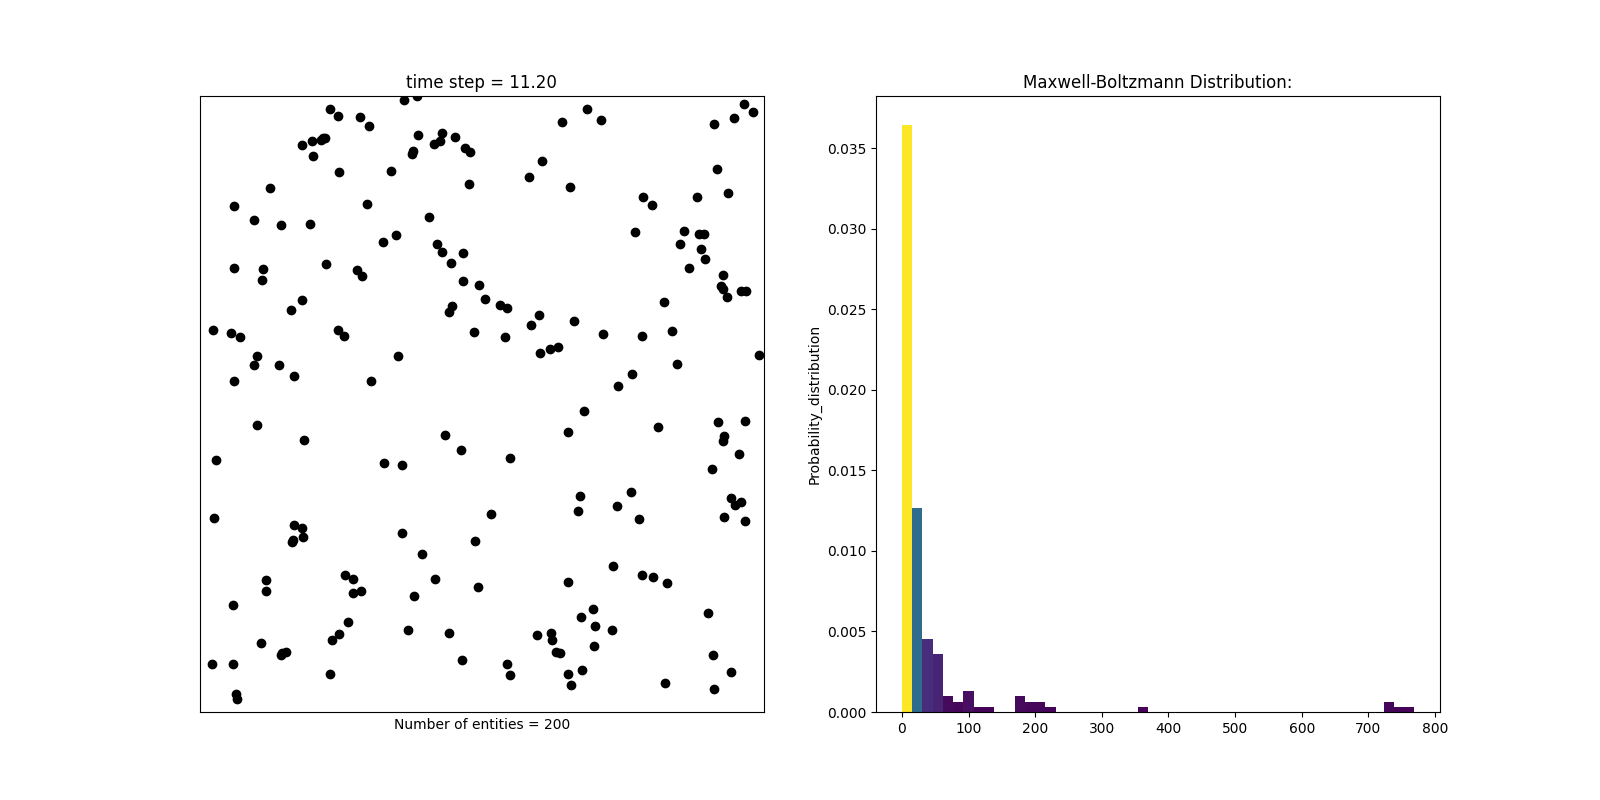 time step = 11.20
Number of entities = 200
Maxwell-Boltzmann Distribution:
Probability_distribution
0.035
0.030
0.025
0.020
0.015
0.010
0.005
0.000
0 100 200 300 400 500 600 700 800